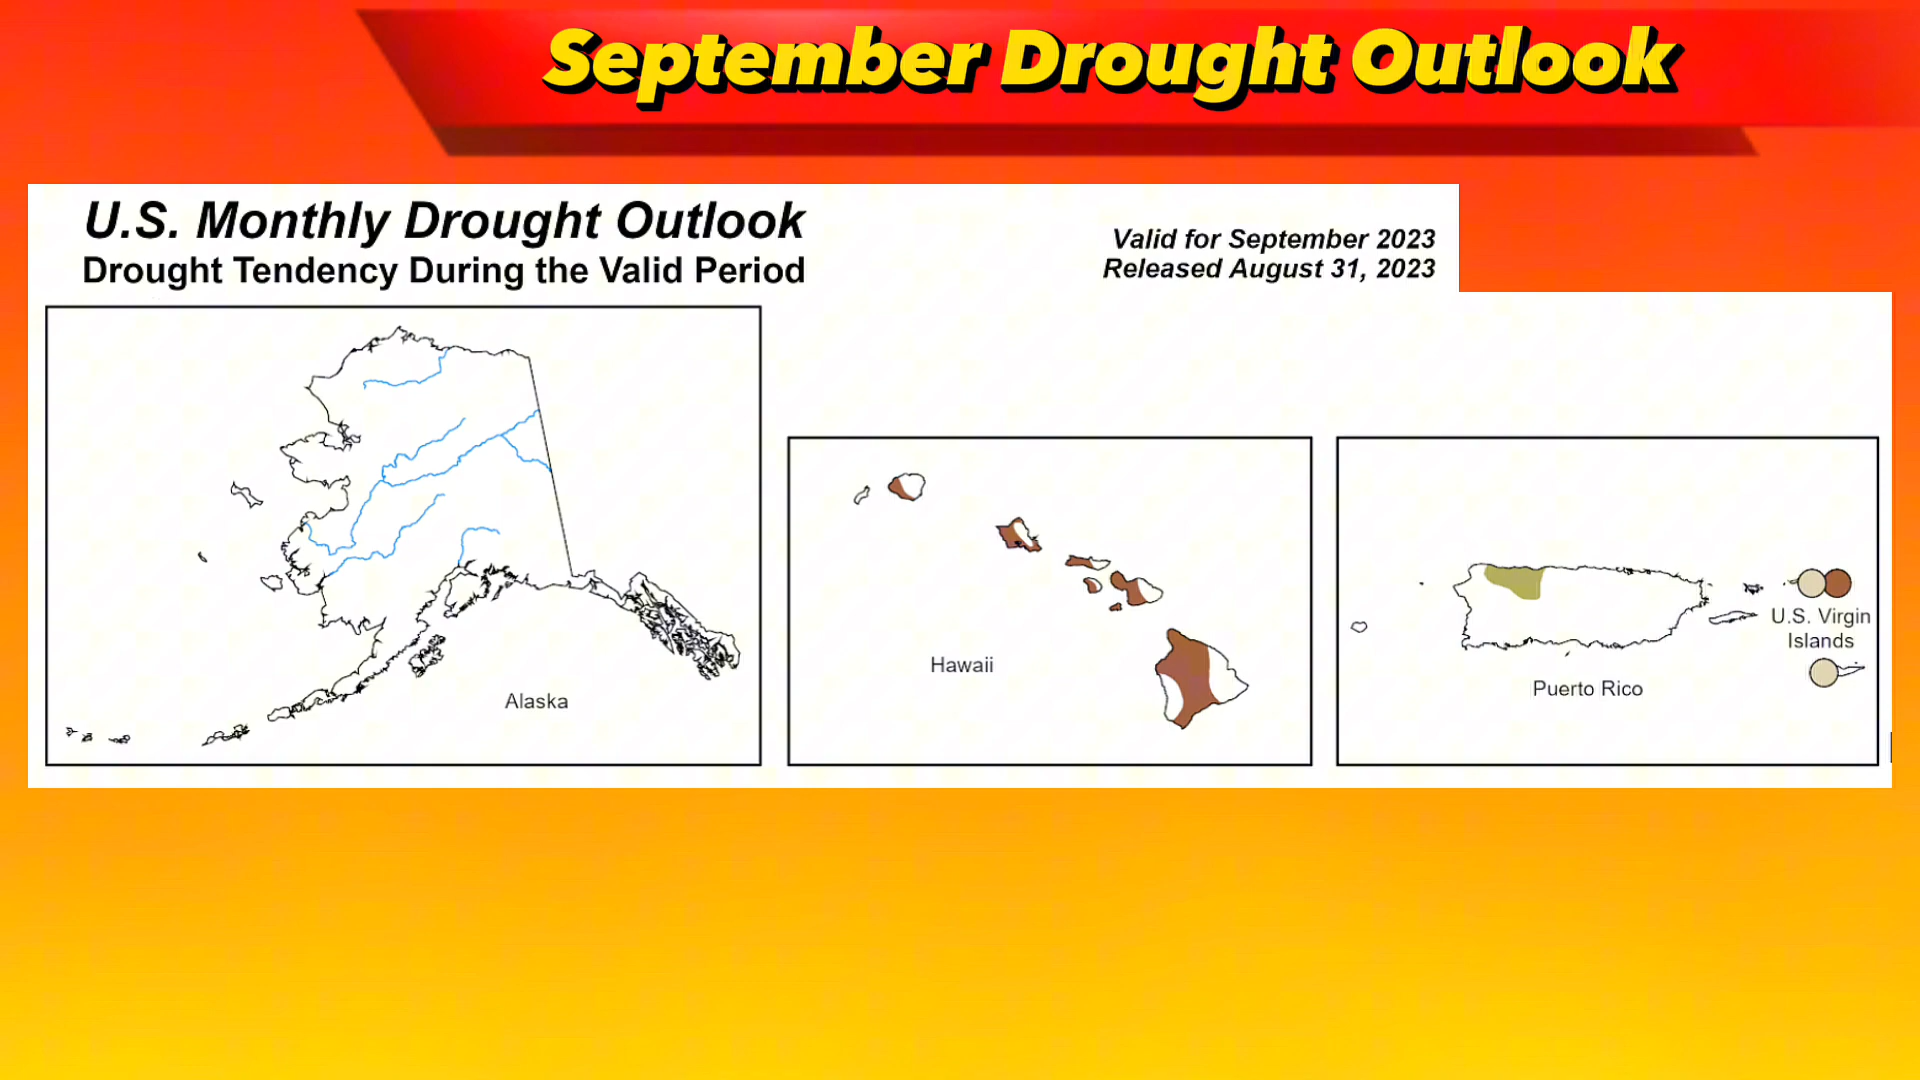 September Drought Outlook
U.S. Monthly Drought Outlook
Drought Tendency During the Valid Period
Valid for September 2023
Released August 31, 2023
Alaska
Hawaii
Puerto Rico
U.S. Virgin
Islands